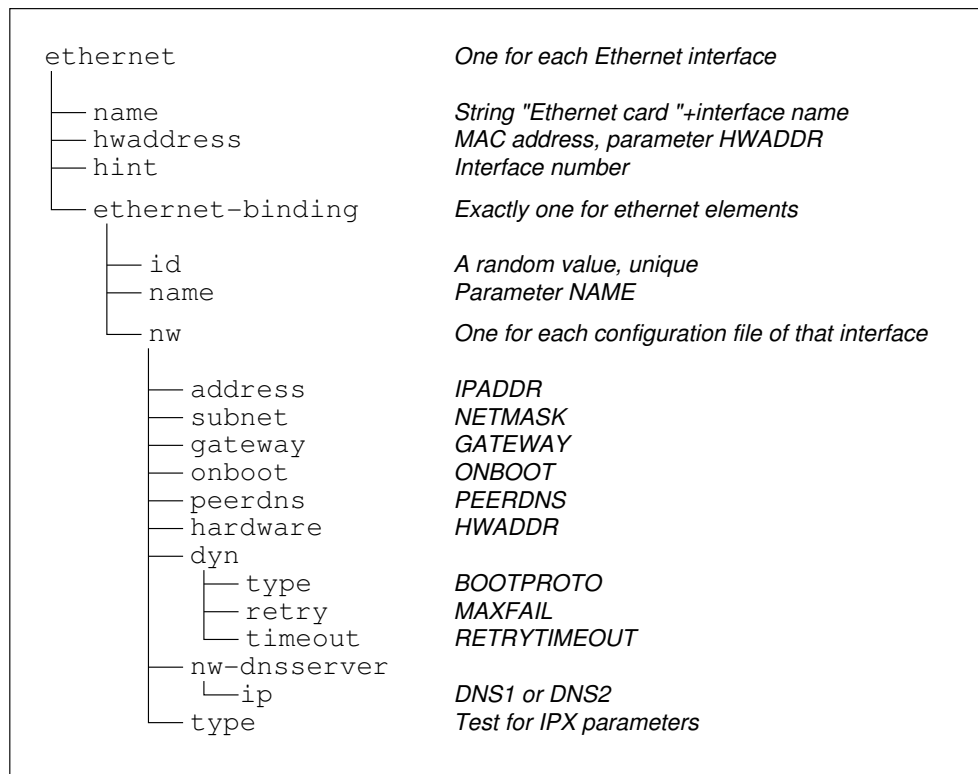 ethernet One for each Ethernet interface
name String "Ethernet card "+interface name
hwaddress MAC address, parameter HWADDR
hint Interface number
ethernet-binding Exactly one for ethernet elements
id A random value, unique
name Parameter NAME
nw One for each configuration file of that interface
address IPADDR
subnet NETMASK
gateway GATEWAY
onboot ONBOOT
peerdns PEERDNS
hardware HWADDR
dyn
type BOOTPROTO
retry MAXFAIL
timeout RETRYTIMEOUT
nw-dnsserver
ip DNS1 or DNS2
type Test for IPX parameters